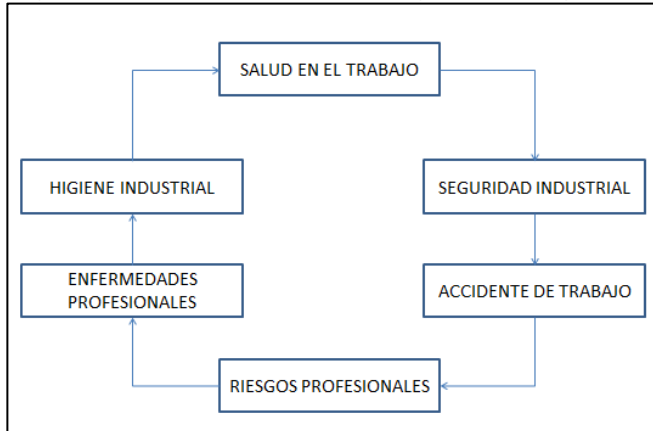 SALUD EN EL TRABAJO
HIGIENE INDUSTRIAL
SEGURIDAD INDUSTRIAL
ENFERMEDADES
PROFESIONALES
ACCIDENTE DE TRABAJO
RIESGOS PROFESIONALES